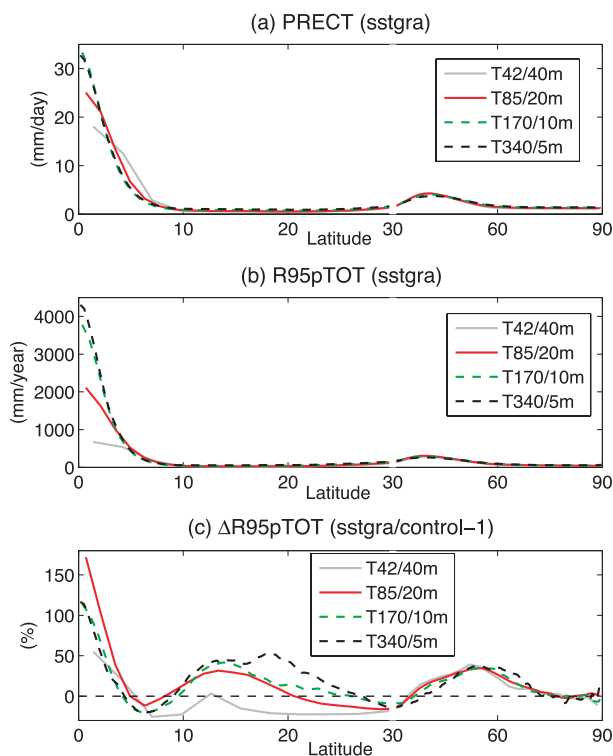 (a) PRECT (sstgra)
(mm/day)
30
20
10
0
T42/40m
T85/20m
T170/10m
T340/5m
0 10 20 30 60 90
Latitude
(b) R95pTOT (sstgra)
(mm/year)
4000
3000
2000
1000
0
T42/40m
T85/20m
T170/10m
T340/5m
0 10 20 30 60 90
Latitude
(c) ΔR95pTOT (sstgra/control−1)
(%)
150
100
50
0
T42/40m
T85/20m
T170/10m
T340/5m
0 10 20 30 60 90
Latitude